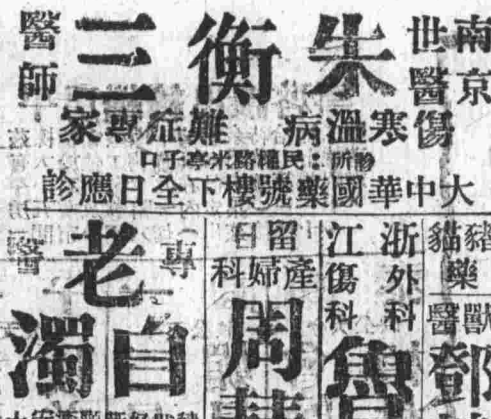 南京世醫
朱衡三
醫師
傷寒溫病 難症專家
診所：民權路米亭子口
大中華國藥號樓下全日應診
豬貓藥
獸醫
鄧
浙外科
江傷科
魯
留日
產婦科
周
專醫
老
白濁